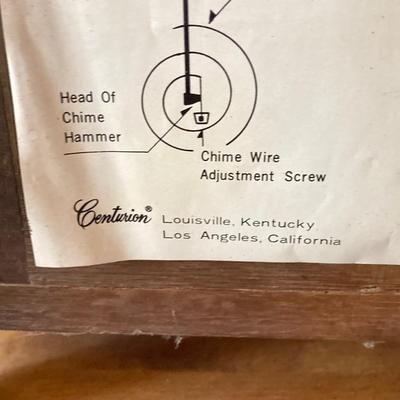 Head Of
Chime
Hammer
Chime Wire
Adjustment Screw
Centurion® Louisville, Kentucky
Los Angeles, California